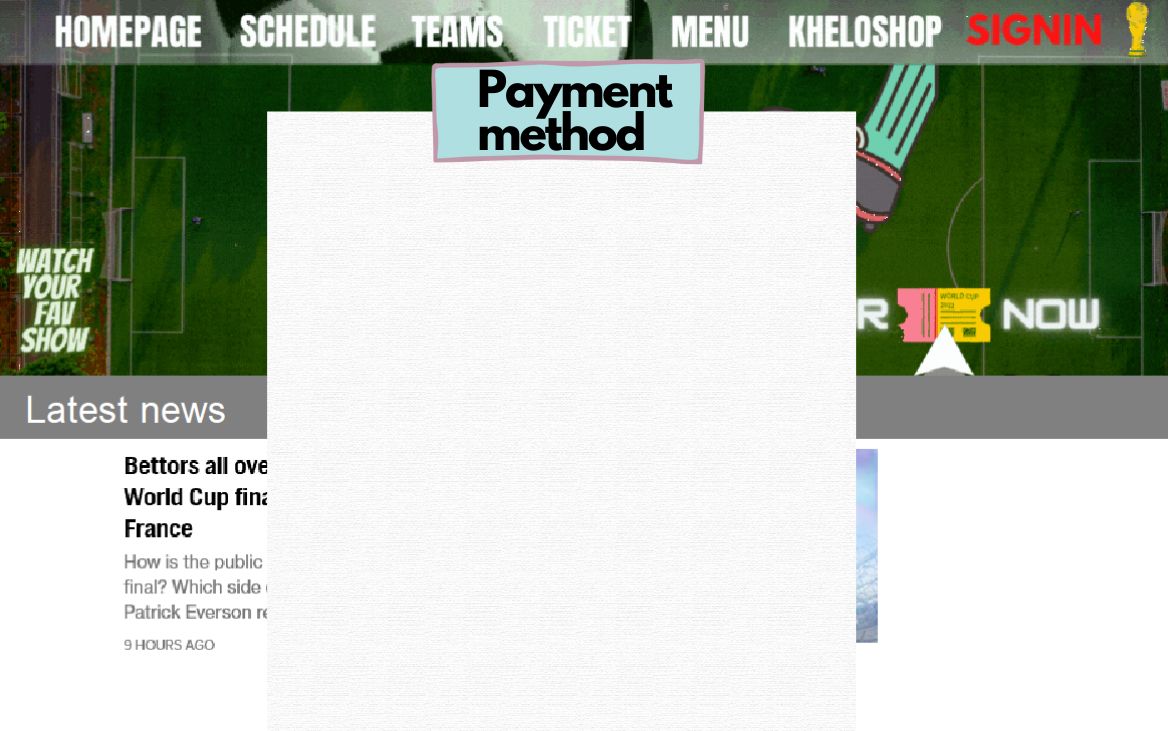 HOMEPAGE SCHEDULE TEAMS TICKET MENU KHELOSHOP SIGNIN
Payment
method
WATCH
YOUR
FAV
SHOW
WORLD CUP
2022
R NOW
Latest news
Bettors all ove
World Cup fina
France
How is the public
final? Which side
Patrick Everson re
9 HOURS AGO